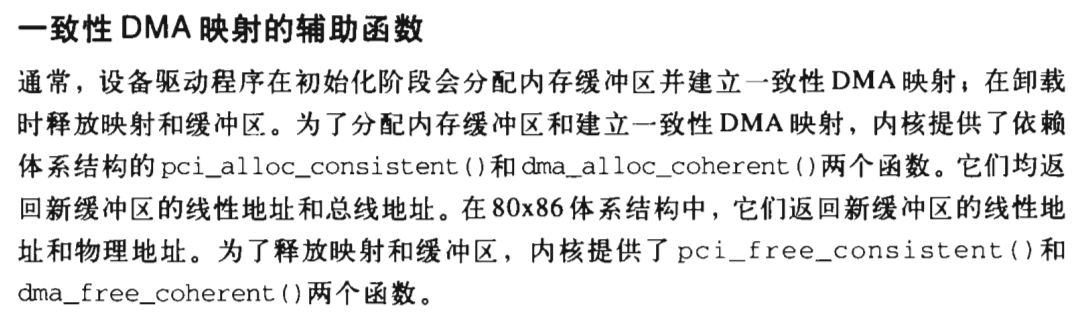 一致性 DMA 映射的辅助函数
通常，设备驱动程序在初始化阶段会分配内存缓冲区并建立一致性 DMA 映射；在卸载
时释放映射和缓冲区。为了分配内存缓冲区和建立一致性 DMA 映射，内核提供了依赖
体系结构的 pci_alloc_consistent()和 dma_alloc_coherent()两个函数。它们均返
回新缓冲区的线性地址和总线地址。在 80x86 体系结构中，它们返回新缓冲区的线性地
址和物理地址。为了释放映射和缓冲区，内核提供了 pci_free_consistent()和
dma_free_coherent()两个函数。